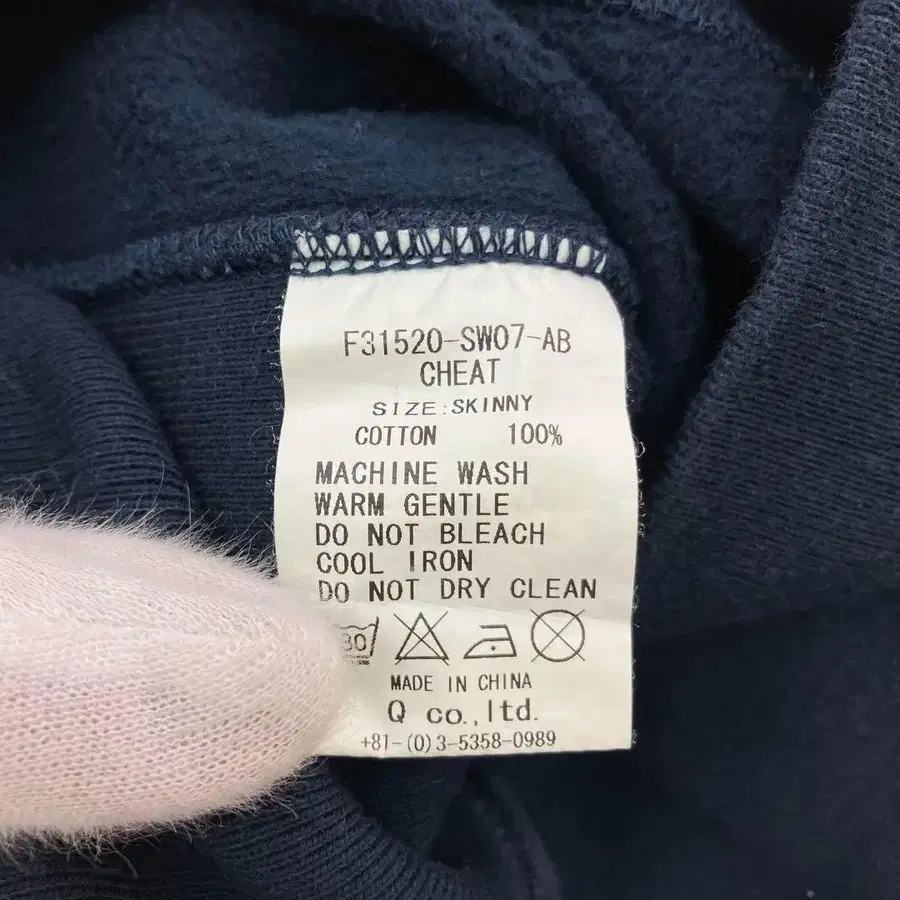 F31520-SW07-AB
CHEAT
SIZE:SKINNY
COTTON 100%
MACHINE WASH
WARM GENTLE
DO NOT BLEACH
COOL IRON
DO NOT DRY CLEAN
30
MADE IN CHINA
Q co.,ltd.
+81-(0)3-5358-0989